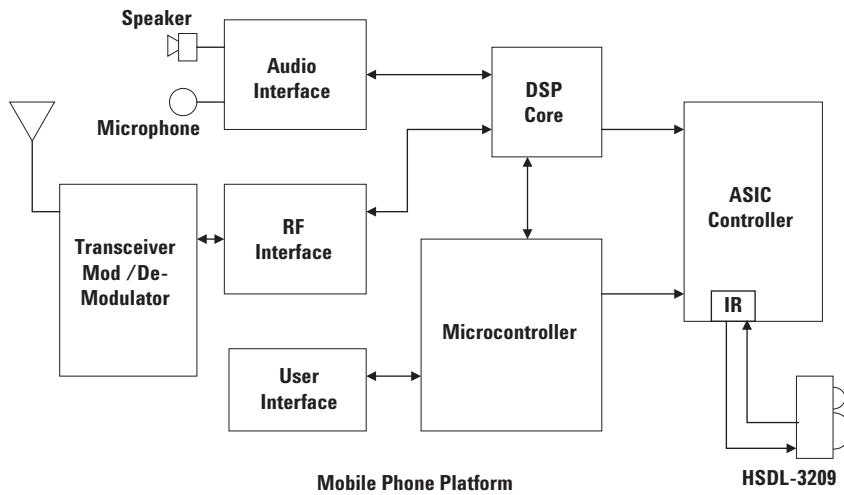 Speaker
Audio
Interface
Microphone
DSP
Core
ASIC
Controller
Transceiver
Mod /De-
Modulator
RF
Interface
Microcontroller
IR
User
Interface
HSDL-3209
Mobile Phone Platform